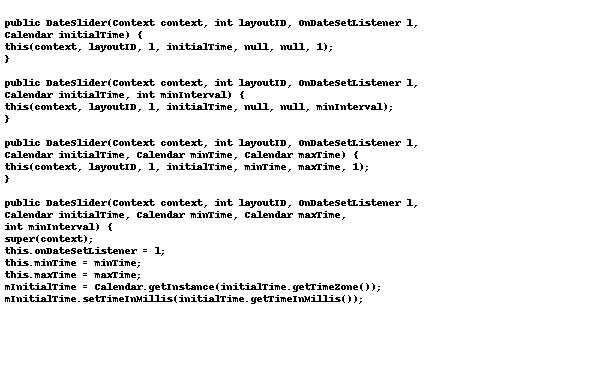 public DateSlider(Context context, int layoutID, OnDateSetListener l,
Calendar initialTime) {
this(context, layoutID, l, initialTime, null, null, 1);
}
public DateSlider(Context context, int layoutID, OnDateSetListener l,
Calendar initialTime, int minInterval) {
this(context, layoutID, l, initialTime, null, null, minInterval);
}
public DateSlider(Context context, int layoutID, OnDateSetListener l,
Calendar initialTime, Calendar minTime, Calendar maxTime) {
this(context, layoutID, l, initialTime, minTime, maxTime, 1);
}
public DateSlider(Context context, int layoutID, OnDateSetListener l,
Calendar initialTime, Calendar minTime, Calendar maxTime,
int minInterval) {
super(context);
this.onDateSetListener = l;
this.minTime = minTime;
this.maxTime = maxTime;
mInitialTime = Calendar.getInstance(initialTime.getTimeZone());
mInitialTime.setTimeInMillis(initialTime.getTimeInMillis());